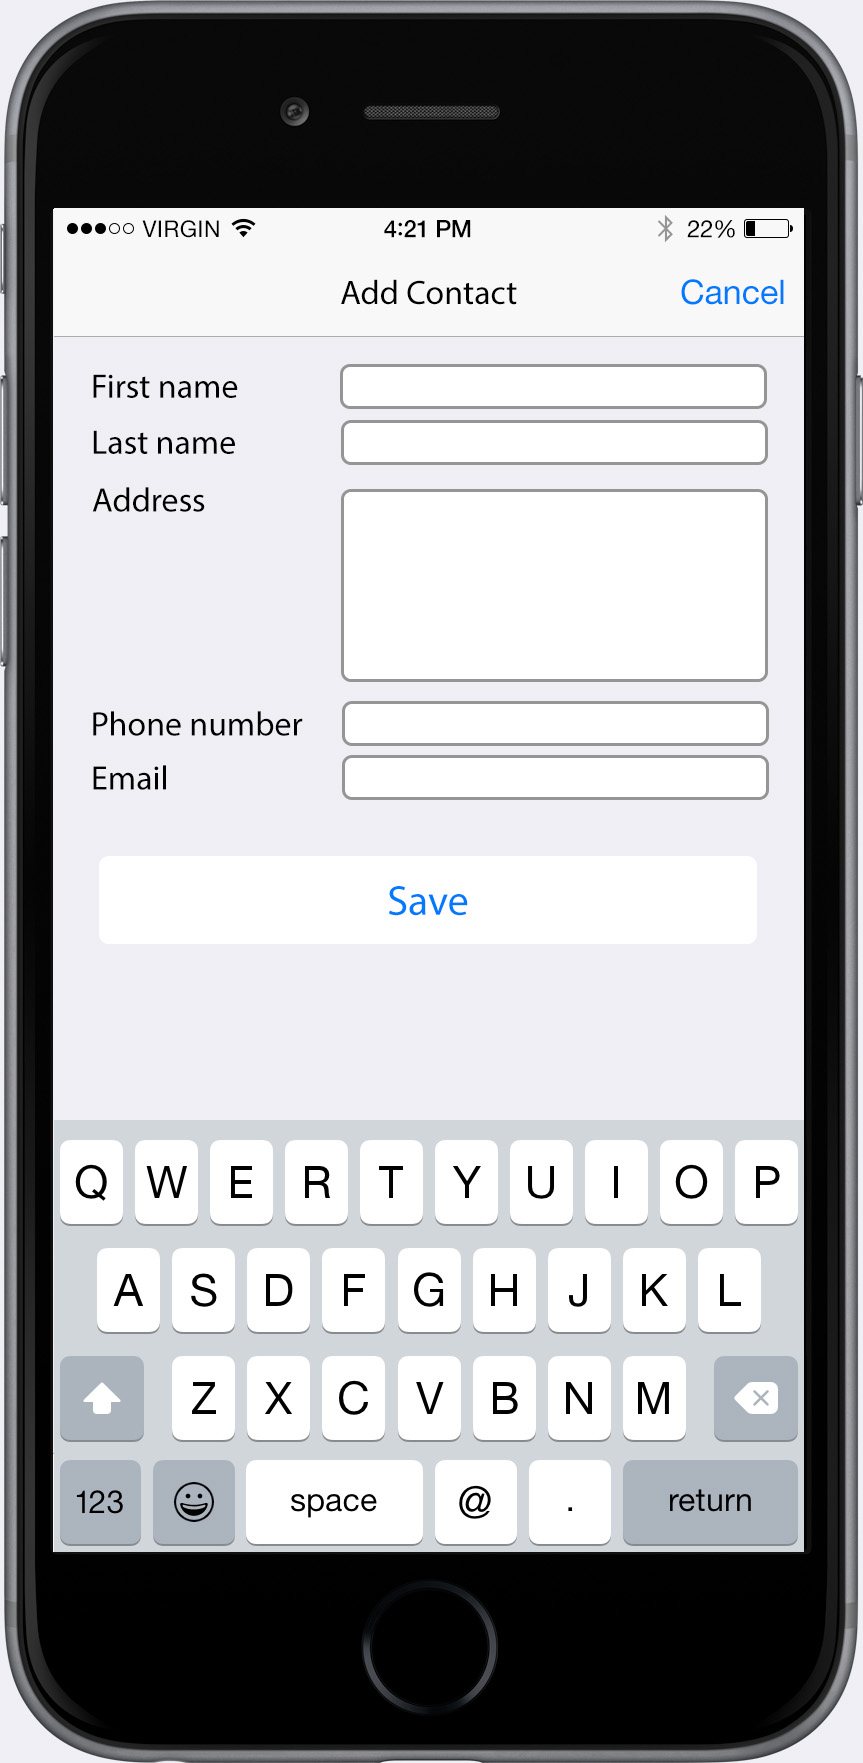 VIRGIN 4:21 PM 22%
Add Contact Cancel
First name
Last name
Address
Phone number
Email
Save
Q W E R T Y U I O P
A S D F G H J K L
Z X C V B N M
123 space @ . return